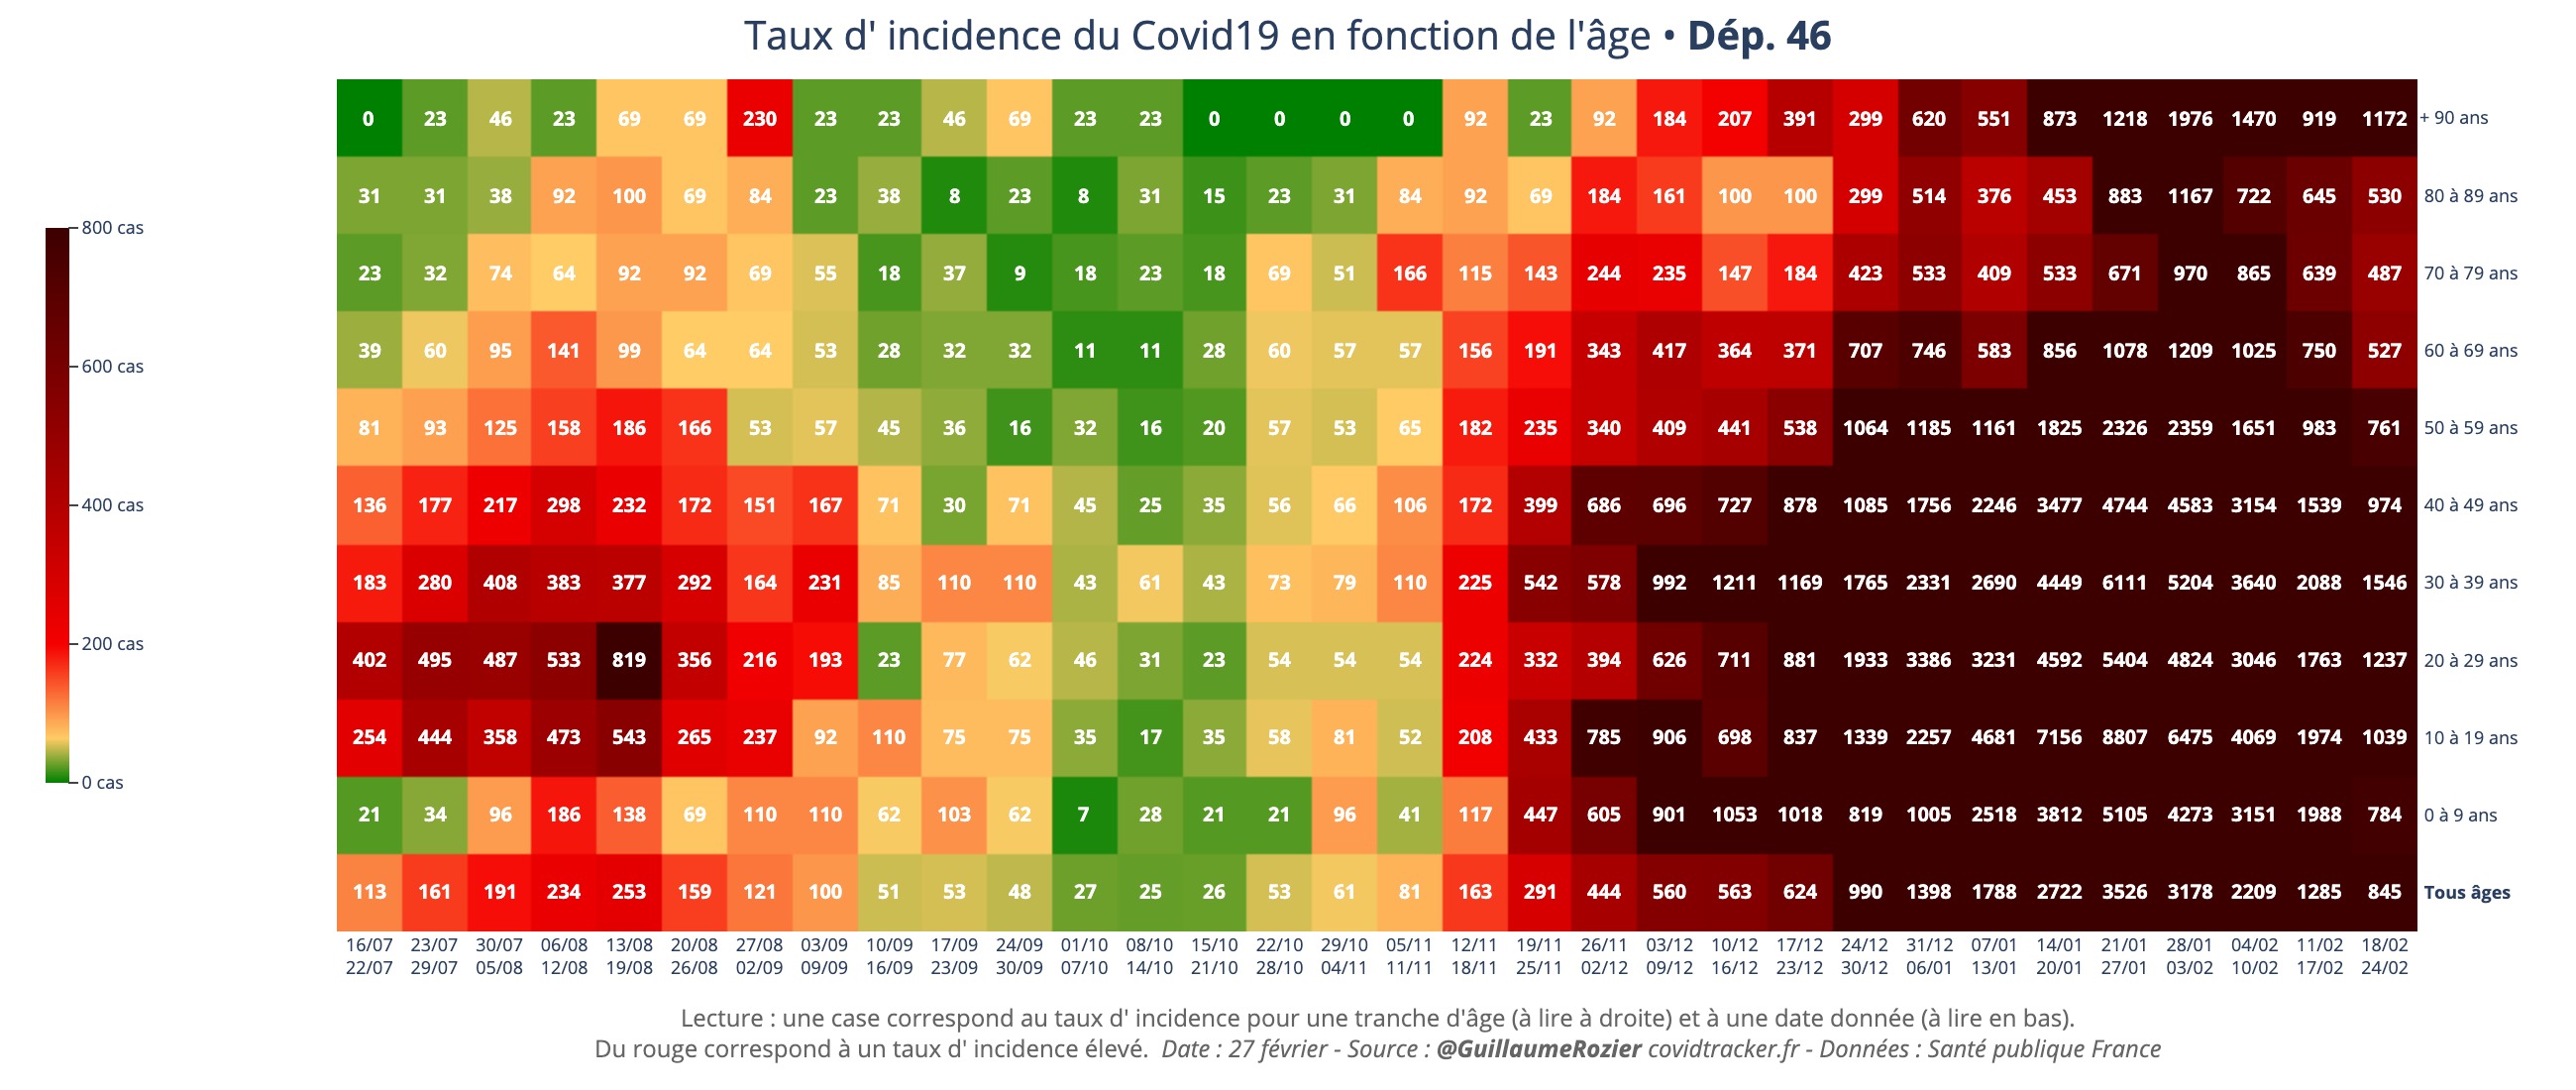 Taux d' incidence du Covid19 en fonction de l'âge • Dép. 46
800 cas
600 cas
400 cas
200 cas
0 cas
0 23 46 23 69 69 230 23 23 46 69 23 23 0 0 0 0 92 23 92 184 207 391 299 620 551 873 1218 1976 1470 919 1172 + 90 ans
31 31 38 92 100 69 84 23 38 8 23 8 31 15 23 31 84 92 69 184 161 100 100 299 514 376 453 883 1167 722 645 530 80 à 89 ans
23 32 74 64 92 92 69 55 18 37 9 18 23 18 69 51 166 115 143 244 235 147 184 423 533 409 533 671 970 865 639 487 70 à 79 ans
39 60 95 141 99 64 64 53 28 32 32 11 11 28 60 57 57 156 191 343 417 364 371 707 746 583 856 1078 1209 1025 750 527 60 à 69 ans
81 93 125 158 186 166 53 57 45 36 16 32 16 20 57 53 65 182 235 340 409 441 538 1064 1185 1161 1825 2326 2359 1651 983 761 50 à 59 ans
136 177 217 298 232 172 151 167 71 30 71 45 25 35 56 66 106 172 399 686 696 727 878 1085 1756 2246 3477 4744 4583 3154 1539 974 40 à 49 ans
183 280 408 383 377 292 164 231 85 110 110 43 61 43 73 79 110 225 542 578 992 1211 1169 1765 2331 2690 4449 6111 5204 3640 2088 1546 30 à 39 ans
402 495 487 533 819 356 216 193 23 77 62 46 31 23 54 54 54 224 332 394 626 711 881 1933 3386 3231 4592 5404 4824 3046 1763 1237 20 à 29 ans
254 444 358 473 543 265 237 92 110 75 75 35 17 35 58 81 52 208 433 785 906 698 837 1339 2257 4681 7156 8807 6475 4069 1974 1039 10 à 19 ans
21 34 96 186 138 69 110 110 62 103 62 7 28 21 21 96 41 117 447 605 901 1053 1018 819 1005 2518 3812 5105 4273 3151 1988 784 0 à 9 ans
113 161 191 234 253 159 121 100 51 53 48 27 25 26 53 61 81 163 291 444 560 563 624 990 1398 1788 2722 3526 3178 2209 1285 845 Tous âges
16/07 23/07 30/07 06/08 13/08 20/08 27/08 03/09 10/09 17/09 24/09 01/10 08/10 15/10 22/10 29/10 05/11 12/11 19/11 26/11 03/12 10/12 17/12 24/12 31/12 07/01 14/01 21/01 28/01 04/02 11/02 18/02
22/07 29/07 05/08 12/08 19/08 26/08 02/09 09/09 16/09 23/09 30/09 07/10 14/10 21/10 28/10 04/11 11/11 18/11 25/11 02/12 09/12 16/12 23/12 30/12 06/01 13/01 20/01 27/01 03/02 10/02 17/02 24/02
Lecture : une case correspond au taux d' incidence pour une tranche d'âge (à lire à droite) et à une date donnée (à lire en bas).
Du rouge correspond à un taux d' incidence élevé. Date : 27 février - Source : @GuillaumeRozier covidtracker.fr - Données : Santé publique France